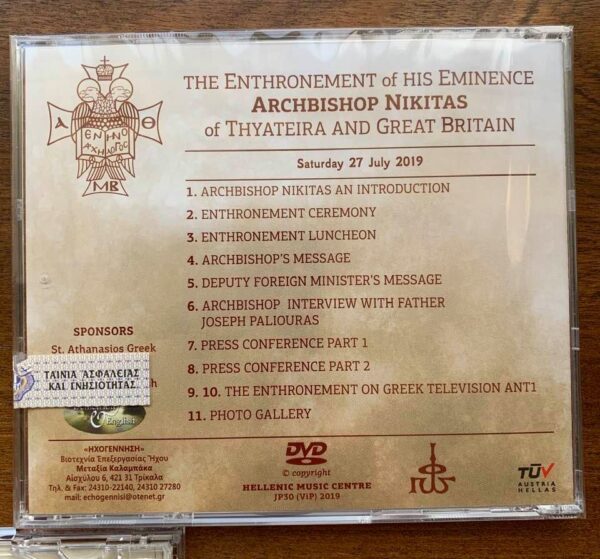 THE ENTHRONEMENT of HIS EMINENCE
ARCHBISHOP NIKITAS
of THYATEIRA AND GREAT BRITAIN
Saturday 27 July 2019
1. ARCHBISHOP NIKITAS AN INTRODUCTION
2. ENTHRONEMENT CEREMONY
3. ENTHRONEMENT LUNCHEON
4. ARCHBISHOP'S MESSAGE
5. DEPUTY FOREIGN MINISTER'S MESSAGE
6. ARCHBISHOP INTERVIEW WITH FATHER
JOSEPH PALIOURAS
7. PRESS CONFERENCE PART 1
8. PRESS CONFERENCE PART 2
9. 10. THE ENTHRONEMENT ON GREEK TELEVISION ANT1
11. PHOTO GALLERY
Α Θ
ΜΒ
SPONSORS
St. Athanasios Greek
ΤΑΙΝΙΑ ΑΣΦΑΛΕΙΑΣ
ΚΑΙ ΓΝΗΣΙΟΤΗΤΑΣ
English
«ΗΧΟΓΕΝΝΗΣΗ»
Βιοτεχνία Επεξεργασίας Ήχου
Μεταξία Καλαμπάκα
Αισχύλου 6, 421 31 Τρίκαλα
Τηλ. & Fax: 24310-22140, 24310 27280
mail: echogennisi@otenet.gr
DVD
© copyright
HELLENIC MUSIC CENTRE
JP30 (ViP) 2019
TÜV
AUSTRIA
HELLAS